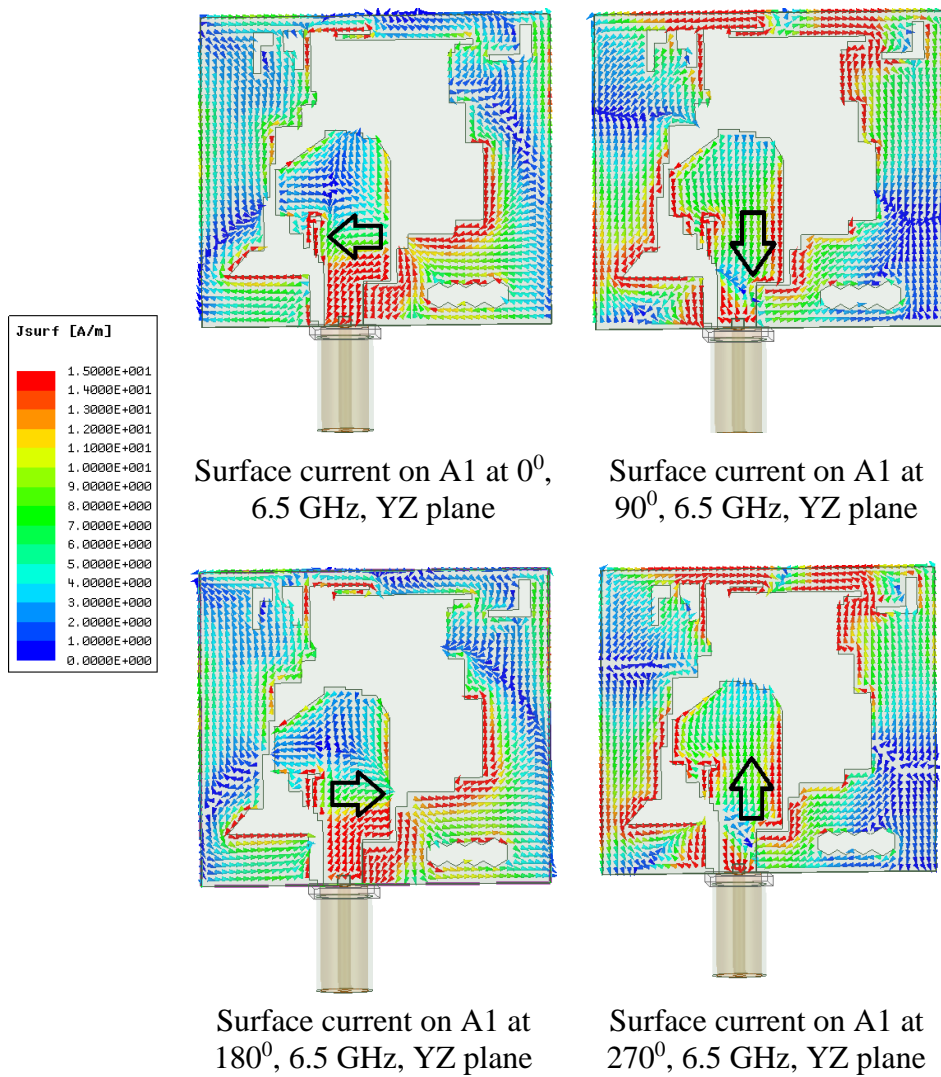 Jsurf [A/m]
1.5000E+001
1.4000E+001
1.3000E+001
1.2000E+001
1.1000E+001
1.0000E+001
9.0000E+000
8.0000E+000
7.0000E+000
6.0000E+000
5.0000E+000
4.0000E+000
3.0000E+000
2.0000E+000
1.0000E+000
0.0000E+000
Surface current on A1 at 0⁰,
6.5 GHz, YZ plane
Surface current on A1 at
90⁰, 6.5 GHz, YZ plane
Surface current on A1 at
180⁰, 6.5 GHz, YZ plane
Surface current on A1 at
270⁰, 6.5 GHz, YZ plane